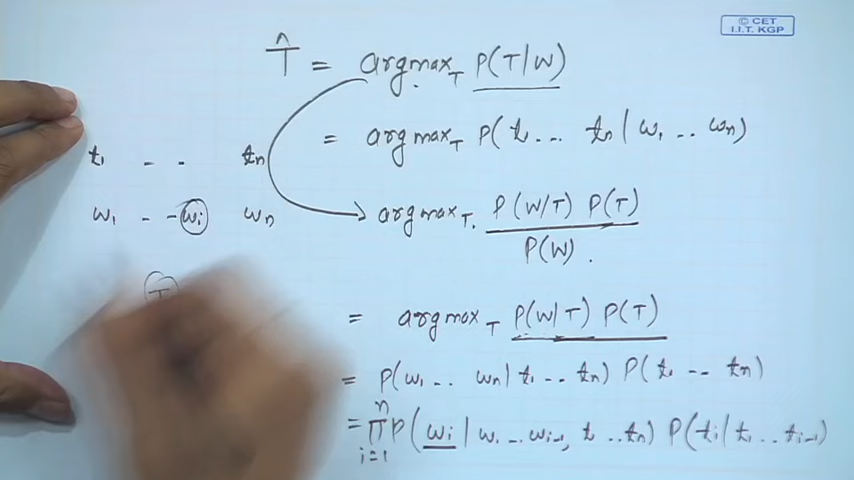 © CET
I.I.T. KGP
T̂ = argmax_T P(T/W)
= argmax_T P(t₁ ... tₙ | w₁ .. wₙ)
t₁ - - tₙ
argmax_T. P(W/T) P(T) / P(W).
w₁ - - wᵢ wₙ
= argmax_T P(W|T) P(T)
= P(w₁ .. wₙ | t₁ .. tₙ) P(t₁ -- tₙ)
= ∏ᵢ₌₁ⁿ P(wᵢ | w₁ -- wᵢ₋₁, t₁ .. tₙ) P(tᵢ | t₁ .. tᵢ₋₁)